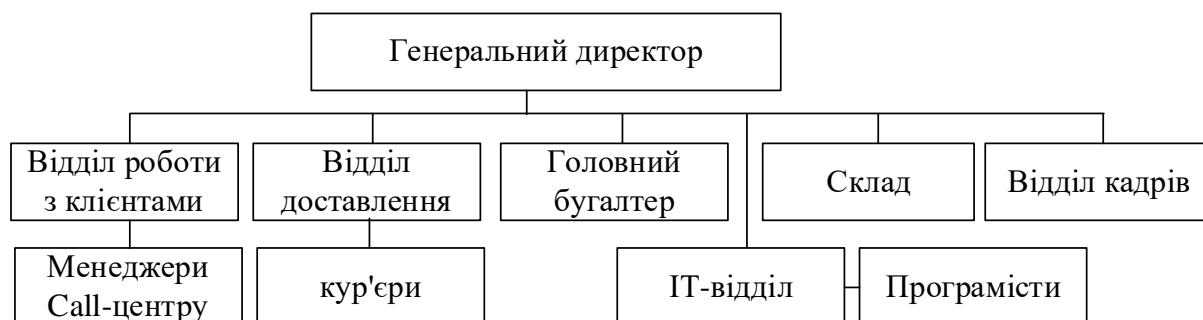 Генеральний директор
Відділ роботи
з клієнтами
Відділ
доставлення
Головний
бугалтер
Склад
Відділ кадрів
Менеджери
Call-центру
кур'єри
ІТ-відділ
Програмісти